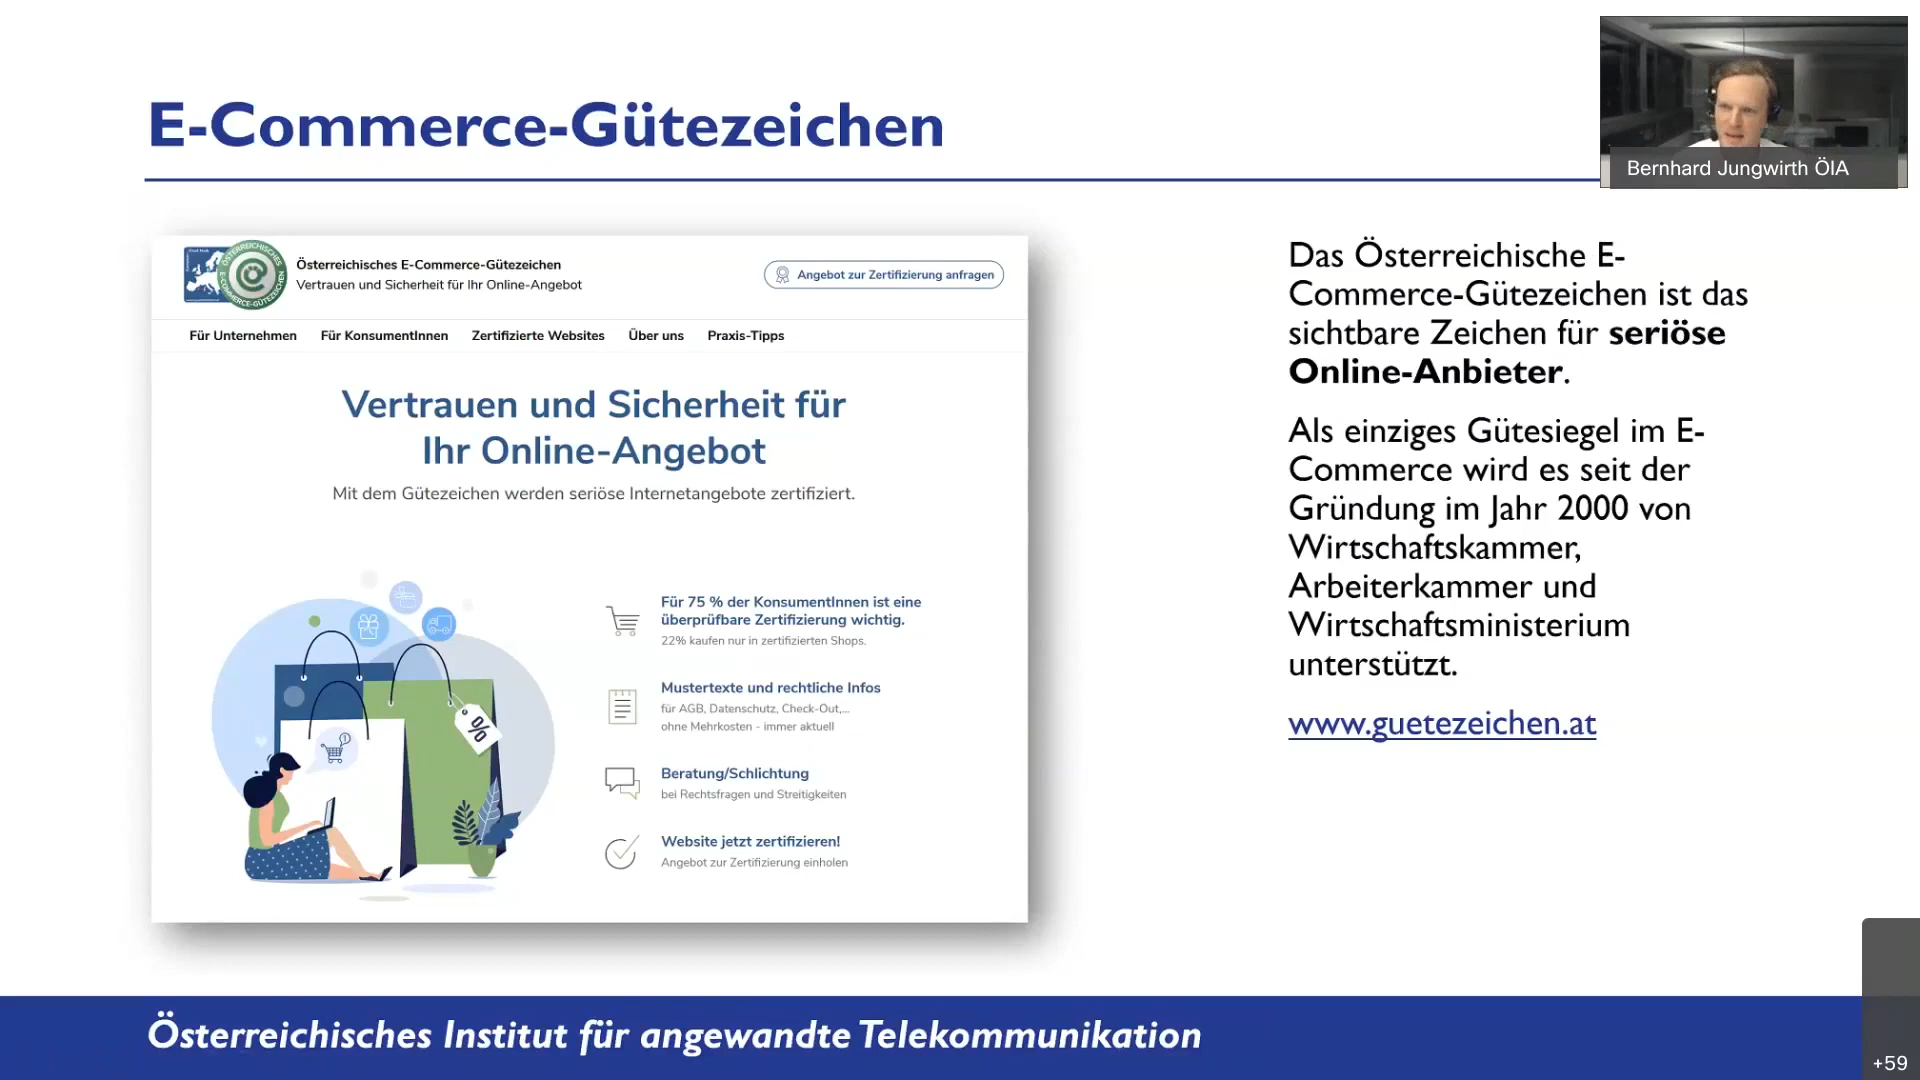 E-Commerce-Gütezeichen
Bernhard Jungwirth ÖIA
Österreichisches E-Commerce-Gütezeichen
Vertrauen und Sicherheit für Ihr Online-Angebot
Angebot zur Zertifizierung anfragen
Für Unternehmen Für KonsumentInnen Zertifizierte Websites Über uns Praxis-Tipps
Vertrauen und Sicherheit für
Ihr Online-Angebot
Mit dem Gütezeichen werden seriöse Internetangebote zertifiziert.
Für 75 % der KonsumentInnen ist eine
überprüfbare Zertifizierung wichtig.
22% kaufen nur in zertifizierten Shops.
Mustertexte und rechtliche Infos
für AGB, Datenschutz, Check-Out,...
ohne Mehrkosten - immer aktuell
Beratung/Schlichtung
bei Rechtsfragen und Streitigkeiten
Website jetzt zertifizieren!
Angebot zur Zertifizierung einholen
%
Das Österreichische E-
Commerce-Gütezeichen ist das
sichtbare Zeichen für seriöse
Online-Anbieter.
Als einziges Gütesiegel im E-
Commerce wird es seit der
Gründung im Jahr 2000 von
Wirtschaftskammer,
Arbeiterkammer und
Wirtschaftsministerium
unterstützt.
www.guetezeichen.at
Österreichisches Institut für angewandte Telekommunikation
+59